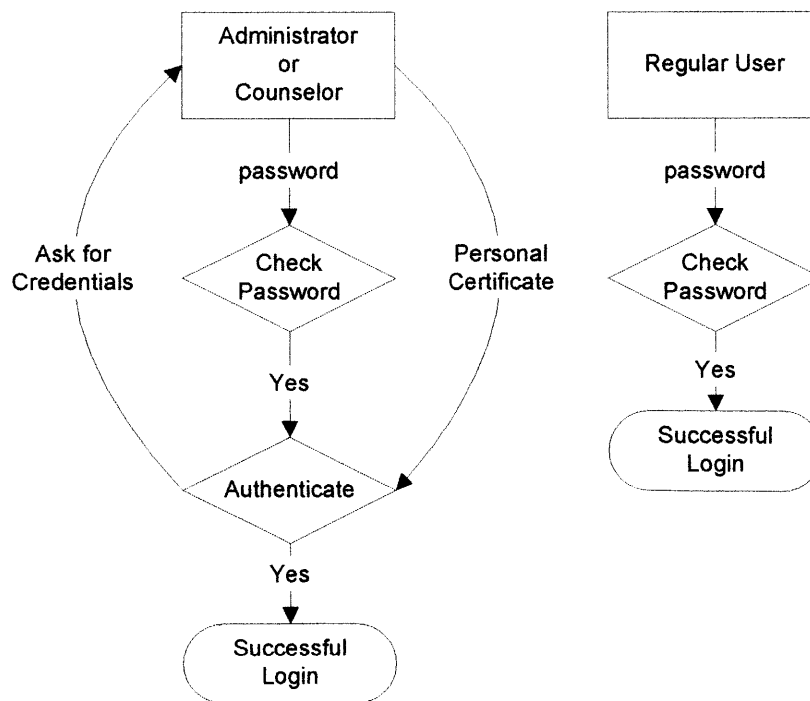 Administrator
or
Counselor
password
Ask for
Credentials
Check
Password
Personal
Certificate
Yes
Authenticate
Yes
Successful
Login
Regular User
password
Check
Password
Yes
Successful
Login